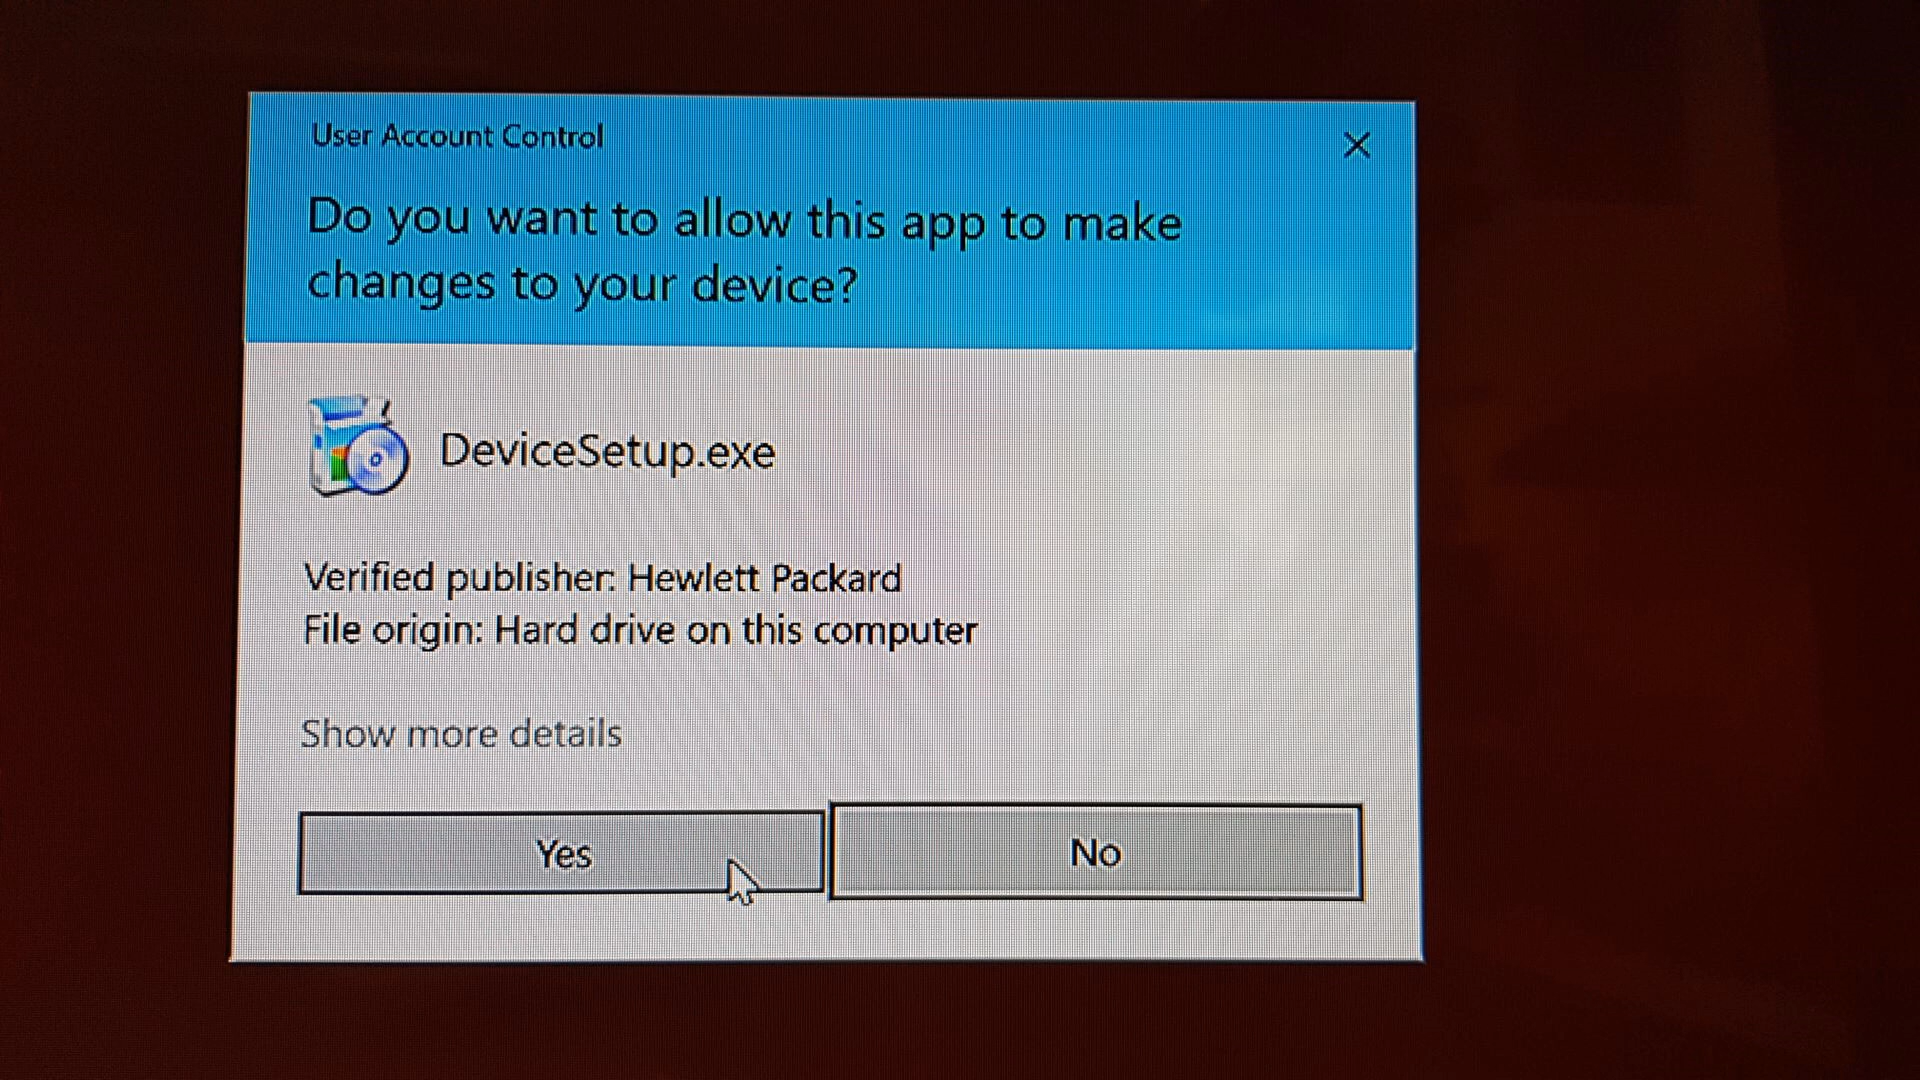 User Account Control
Do you want to allow this app to make
changes to your device?
DeviceSetup.exe
Verified publisher: Hewlett Packard
File origin: Hard drive on this computer
Show more details
Yes
No